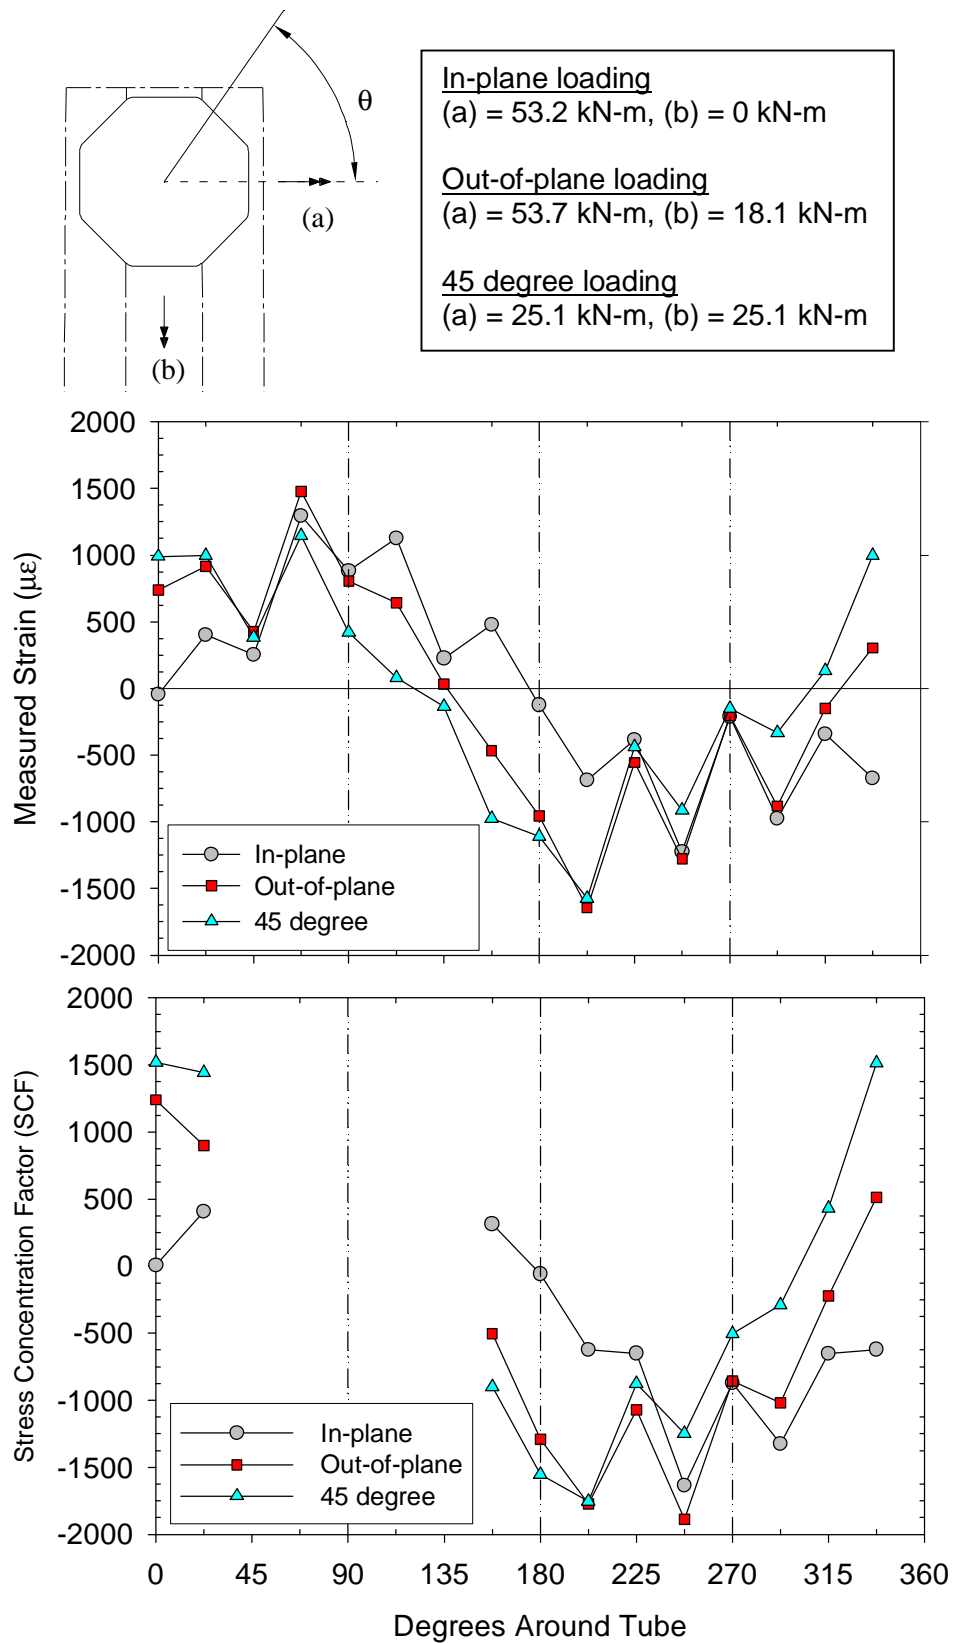 θ
(a)
(b)
In-plane loading
(a) = 53.2 kN-m, (b) = 0 kN-m
Out-of-plane loading
(a) = 53.7 kN-m, (b) = 18.1 kN-m
45 degree loading
(a) = 25.1 kN-m, (b) = 25.1 kN-m
2000
1500
1000
500
0
-500
-1000
-1500
-2000
Measured Strain (με)
In-plane
Out-of-plane
45 degree
2000
1500
1000
500
0
-500
-1000
-1500
-2000
Stress Concentration Factor (SCF)
In-plane
Out-of-plane
45 degree
0 45 90 135 180 225 270 315 360
Degrees Around Tube